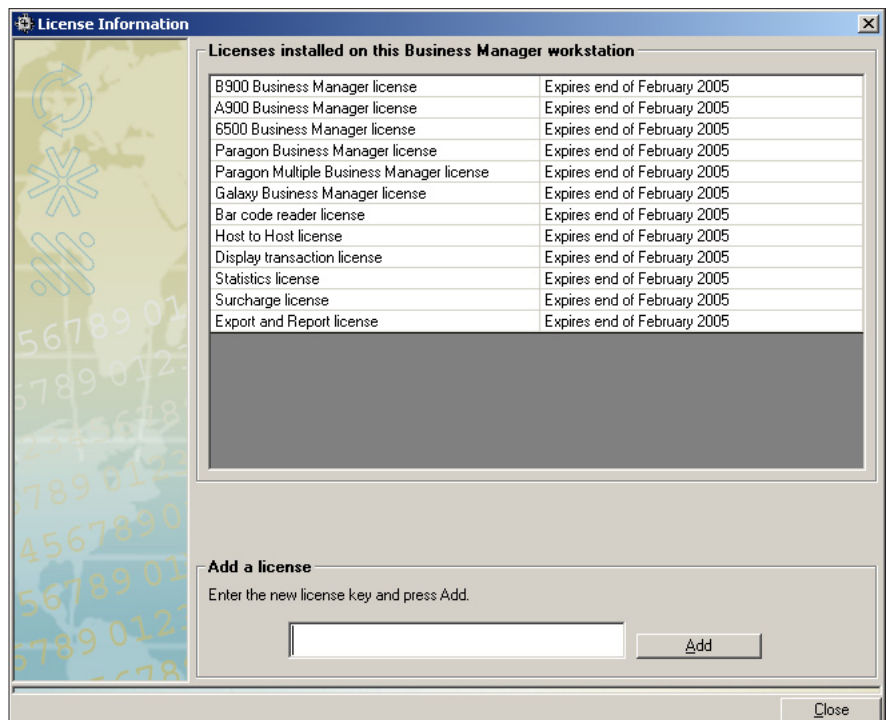 License Information
Licenses installed on this Business Manager workstation
B900 Business Manager license Expires end of February 2005
A900 Business Manager license Expires end of February 2005
6500 Business Manager license Expires end of February 2005
Paragon Business Manager license Expires end of February 2005
Paragon Multiple Business Manager license Expires end of February 2005
Galaxy Business Manager license Expires end of February 2005
Bar code reader license Expires end of February 2005
Host to Host license Expires end of February 2005
Display transaction license Expires end of February 2005
Statistics license Expires end of February 2005
Surcharge license Expires end of February 2005
Export and Report license Expires end of February 2005
56789 01
789 0123
Add a license
Enter the new license key and press Add.
Add
Close